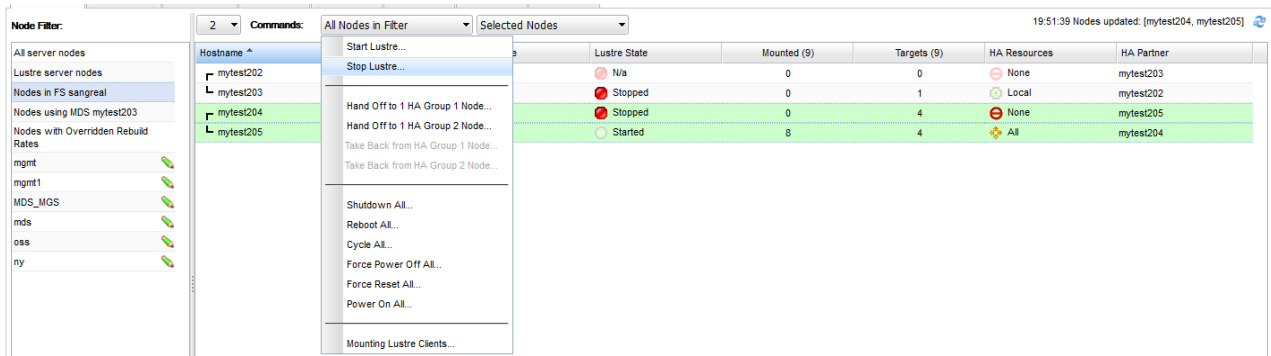 Node Filter:
2 Commands: All Nodes in Filter Selected Nodes 19:51:39 Nodes updated: [mytest204, mytest205]
All server nodes
Lustre server nodes
Nodes in FS sangreal
Nodes using MDS mytest203
Nodes with Overridden Rebuild
Rates
mgmt
mgmt1
MDS_MGS
mds
oss
ny
Hostname Lustre State Mounted (9) Targets (9) HA Resources HA Partner
mytest202 N/a 0 0 None mytest203
mytest203 Stopped 0 1 Local mytest202
mytest204 Stopped 0 4 None mytest205
mytest205 Started 8 4 All mytest204
Start Lustre...
Stop Lustre...
Hand Off to 1 HA Group 1 Node...
Hand Off to 1 HA Group 2 Node...
Take Back from HA Group 1 Node...
Take Back from HA Group 2 Node...
Shutdown All...
Reboot All...
Cycle All...
Force Power Off All...
Force Reset All...
Power On All...
Mounting Lustre Clients...